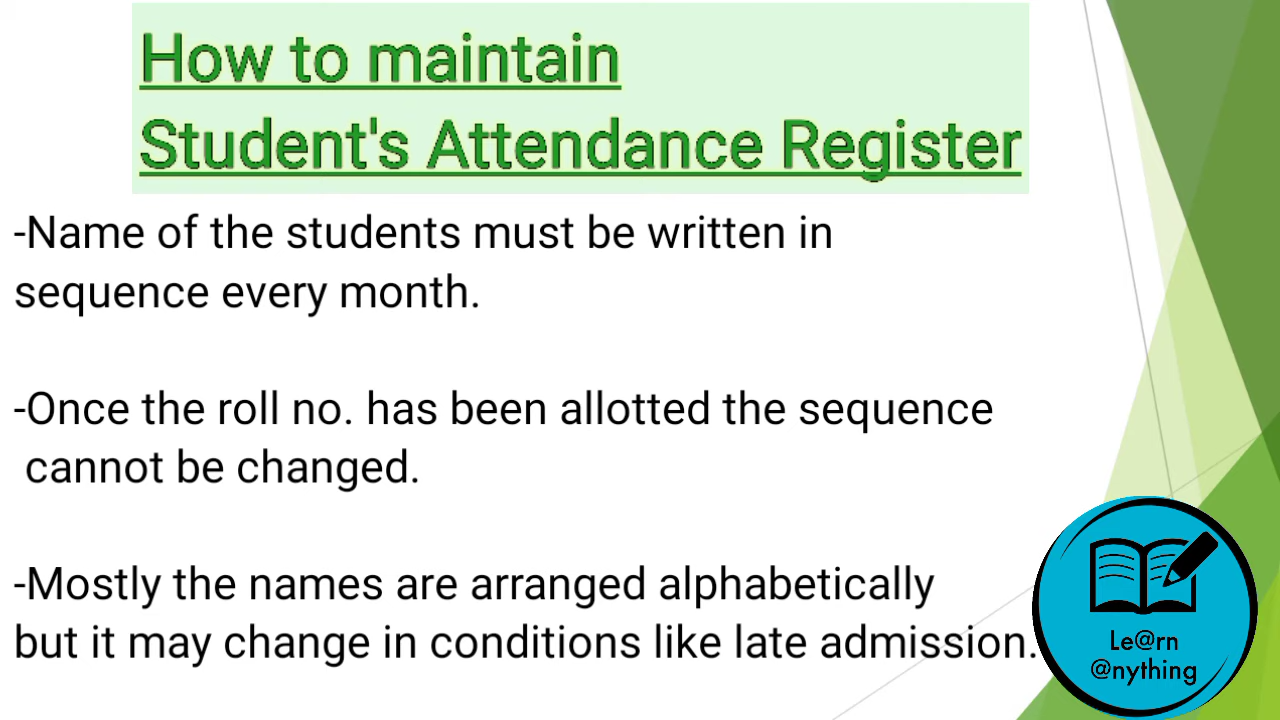 How to maintain
Student's Attendance Register
-Name of the students must be written in
sequence every month.
-Once the roll no. has been allotted the sequence
cannot be changed.
-Mostly the names are arranged alphabetically
but it may change in conditions like late admission.
Le@rn
@nything